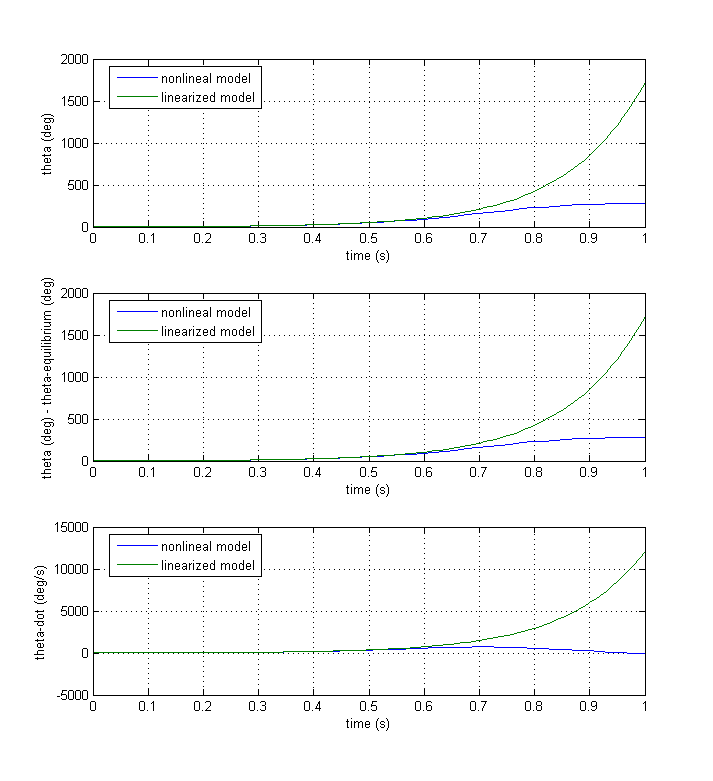 2000
1500
1000
500
0
theta (deg)
nonlineal model
linearized model
0 0.1 0.2 0.3 0.4 0.5 0.6 0.7 0.8 0.9 1
time (s)
2000
1500
1000
500
0
theta (deg) - theta-equilibrium (deg)
nonlineal model
linearized model
0 0.1 0.2 0.3 0.4 0.5 0.6 0.7 0.8 0.9 1
time (s)
15000
10000
5000
0
-5000
theta-dot (deg/s)
nonlineal model
linearized model
0 0.1 0.2 0.3 0.4 0.5 0.6 0.7 0.8 0.9 1
time (s)